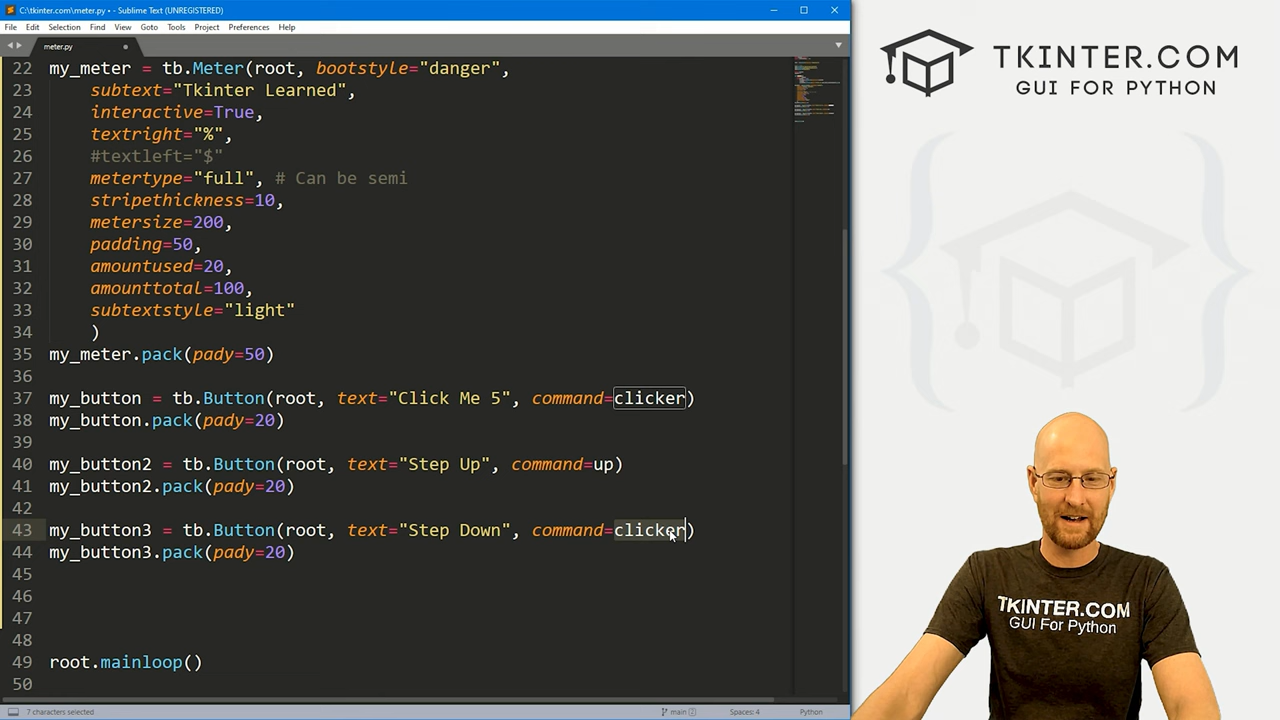 C:\tkinter.com\meter.py • - Sublime Text (UNREGISTERED)
File Edit Selection Find View Goto Tools Project Preferences Help
meter.py
22 my_meter = tb.Meter(root, bootstyle="danger",
23 subtext="Tkinter Learned",
24 interactive=True,
25 textright="%",
26 #textleft="$"
27 metertype="full", # Can be semi
28 stripethickness=10,
29 metersize=200,
30 padding=50,
31 amountused=20,
32 amounttotal=100,
33 subtextstyle="light"
34 )
35 my_meter.pack(pady=50)
36
37 my_button = tb.Button(root, text="Click Me 5", command=clicker)
38 my_button.pack(pady=20)
39
40 my_button2 = tb.Button(root, text="Step Up", command=up)
41 my_button2.pack(pady=20)
42
43 my_button3 = tb.Button(root, text="Step Down", command=clicker)
44 my_button3.pack(pady=20)
45
46
47
48
49 root.mainloop()
50
7 characters selected
main 2
Spaces: 4
Python
TKINTER.COM
GUI FOR PYTHON
TKINTER.COM
GUI For Python